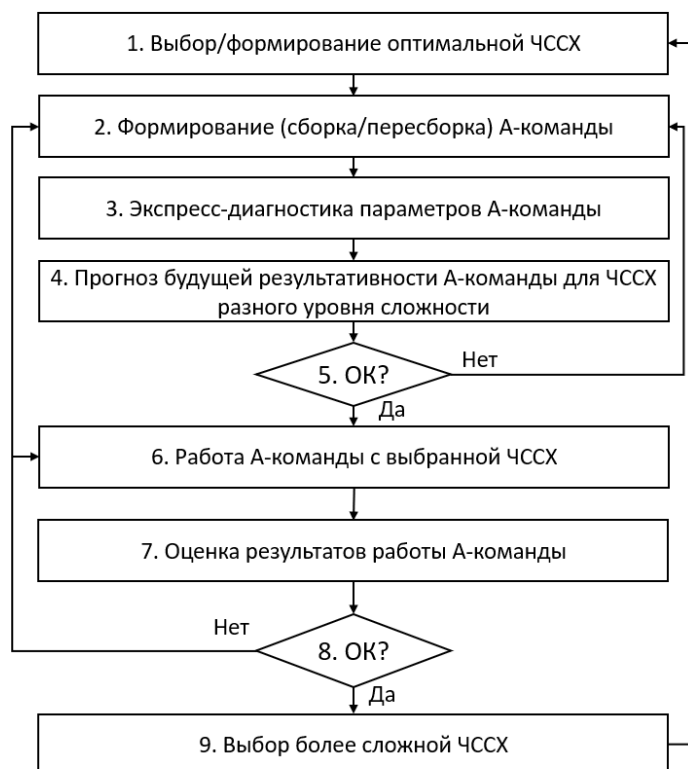 1. Выбор/формирование оптимальной ЧССХ
2. Формирование (сборка/пересборка) А-команды
3. Экспресс-диагностика параметров А-команды
4. Прогноз будущей результативности А-команды для ЧССХ
разного уровня сложности
5. ОК?
Нет
Да
6. Работа А-команды с выбранной ЧССХ
7. Оценка результатов работы А-команды
Нет
8. ОК?
Да
9. Выбор более сложной ЧССХ